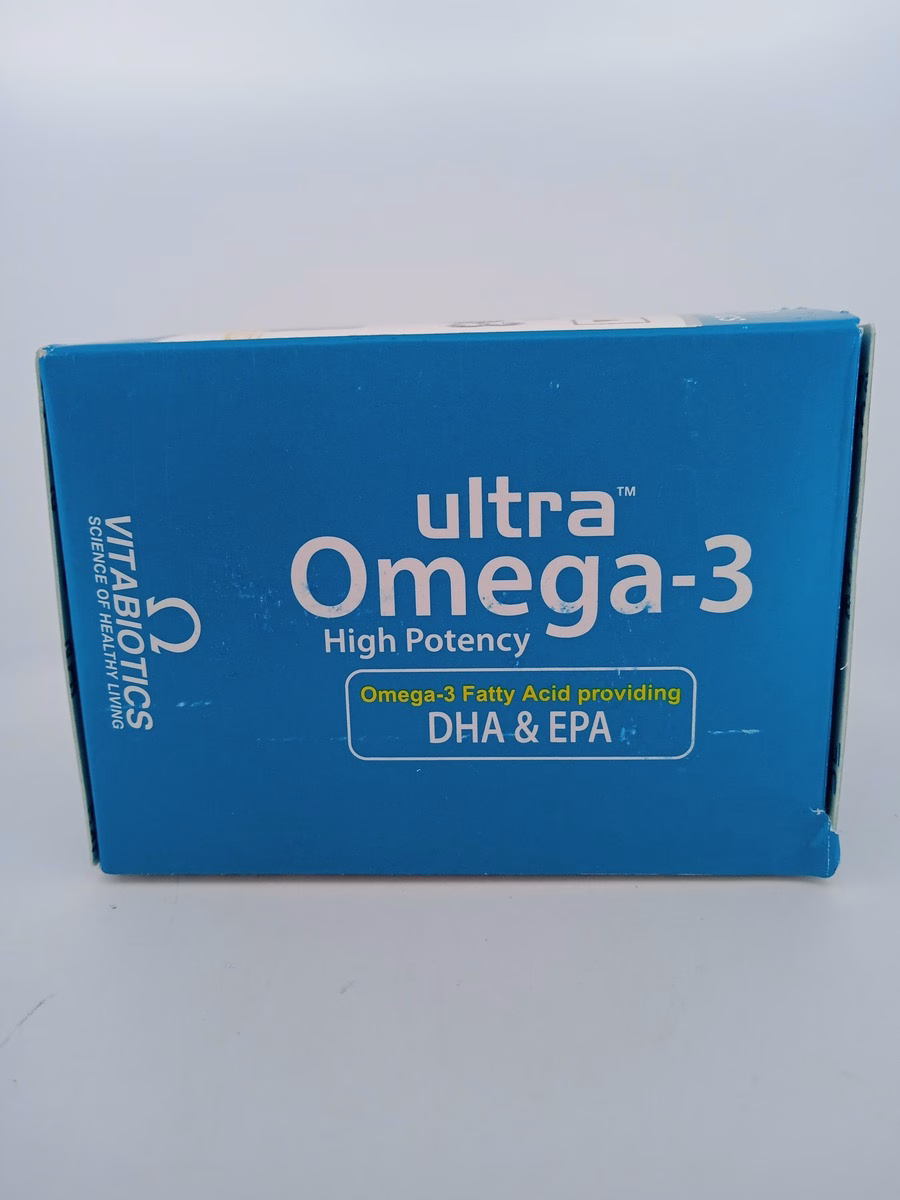 ultra™
Omega-3
High Potency
Omega-3 Fatty Acid providing
DHA & EPA
VITABIOTICS
SCIENCE OF HEALTHY LIVING